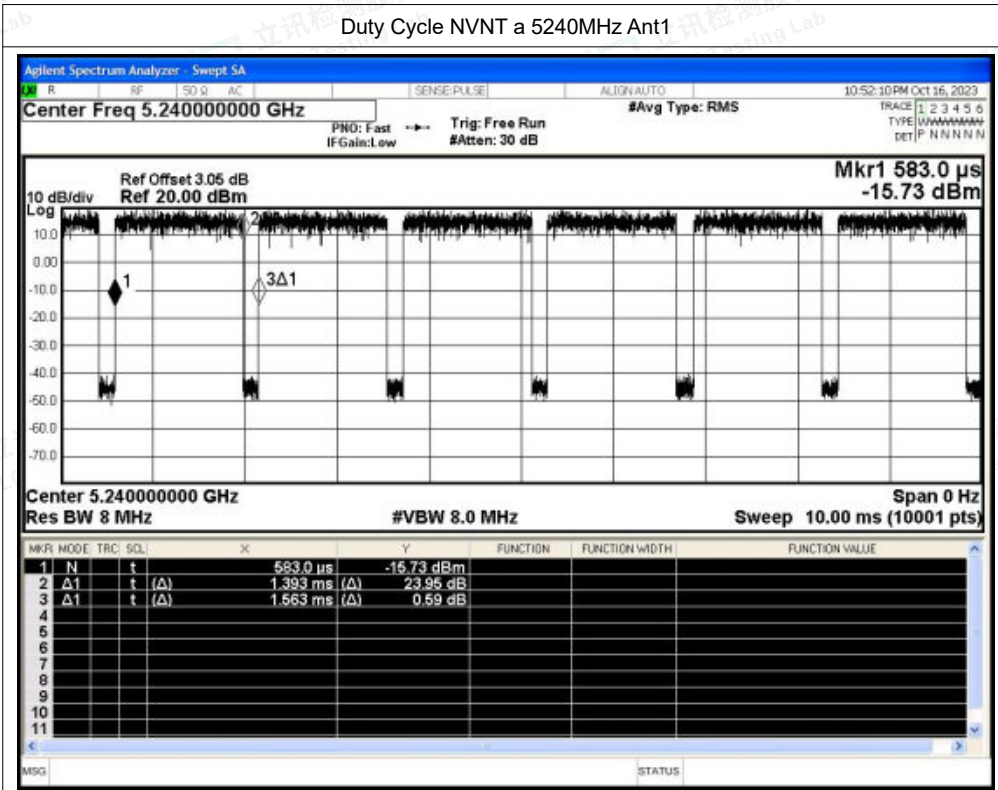 Duty Cycle NVNT a 5240MHz Ant1
Agilent Spectrum Analyzer - Swept SA
R RF 50 Ω AC SENSE:PULSE ALIGN AUTO 10:52:10 PM Oct 16, 2023
Center Freq 5.240000000 GHz #Avg Type: RMS TRACE 1 2 3 4 5 6
PNO: Fast Trig: Free Run TYPE
IFGain:Low #Atten: 30 dB DET P N N N N N
Mkr1 583.0 µs
Ref Offset 3.05 dB -15.73 dBm
10 dB/div Ref 20.00 dBm
Log
10.0
2
0.00
1
3Δ1
-10.0
-20.0
-30.0
-40.0
-50.0
-60.0
-70.0
Center 5.240000000 GHz Span 0 Hz
Res BW 8 MHz #VBW 8.0 MHz Sweep 10.00 ms (10001 pts)
MKR MODE TRC SCL X Y FUNCTION FUNCTION WIDTH FUNCTION VALUE
1 N t 583.0 µs -15.73 dBm
2 Δ1 t (Δ) 1.393 ms (Δ) 23.95 dB
3 Δ1 t (Δ) 1.563 ms (Δ) 0.59 dB
4
5
6
7
8
9
10
11
MSG STATUS